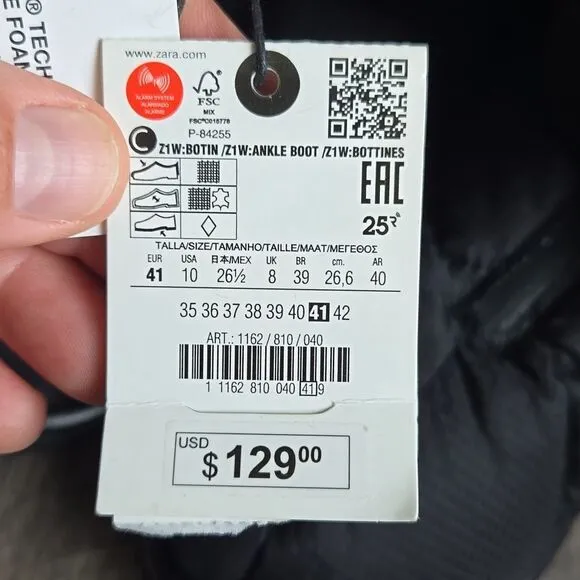 ® TECH
E FOAM
www.zara.com
ALARM SYSTEM
ALARMADO
ALARME
FSC
MIX
FSC®C015778
P-84255
C Z1W:BOTIN /Z1W:ANKLE BOOT /Z1W:BOTTINES
EAC
25
TALLA/SIZE/TAMANHO/TAILLE/MAAT/ΜΕΓΕΘΟΣ
EUR USA 日本/MEX UK BR cm. AR
41 10 26½ 8 39 26,6 40
35 36 37 38 39 40 41 42
ART.: 1162 / 810 / 040
1 1162 810 040 41 9
USD
$ 129⁰⁰